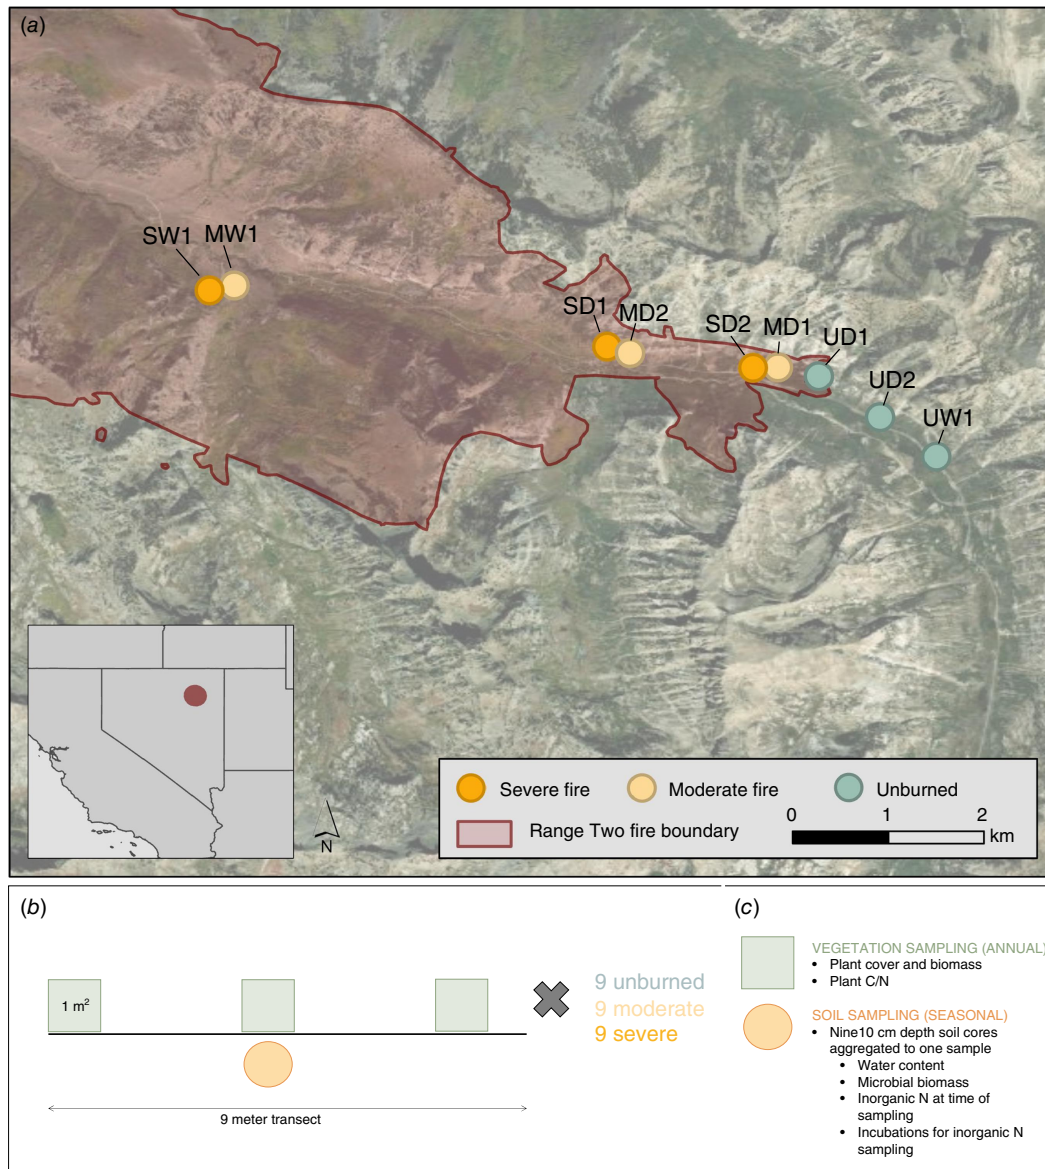 (a)
SW1 MW1
SD1
MD2
SD2
MD1
UD1
UD2
UW1
N
Severe fire
Moderate fire
Unburned
Range Two fire boundary
0 1 2
km
(b)
1 m²
9 meter transect
9 unburned
9 moderate
9 severe
(c)
VEGETATION SAMPLING (ANNUAL)
• Plant cover and biomass
• Plant C/N
SOIL SAMPLING (SEASONAL)
• Nine10 cm depth soil cores
aggregated to one sample
• Water content
• Microbial biomass
• Inorganic N at time of
sampling
• Incubations for inorganic N
sampling